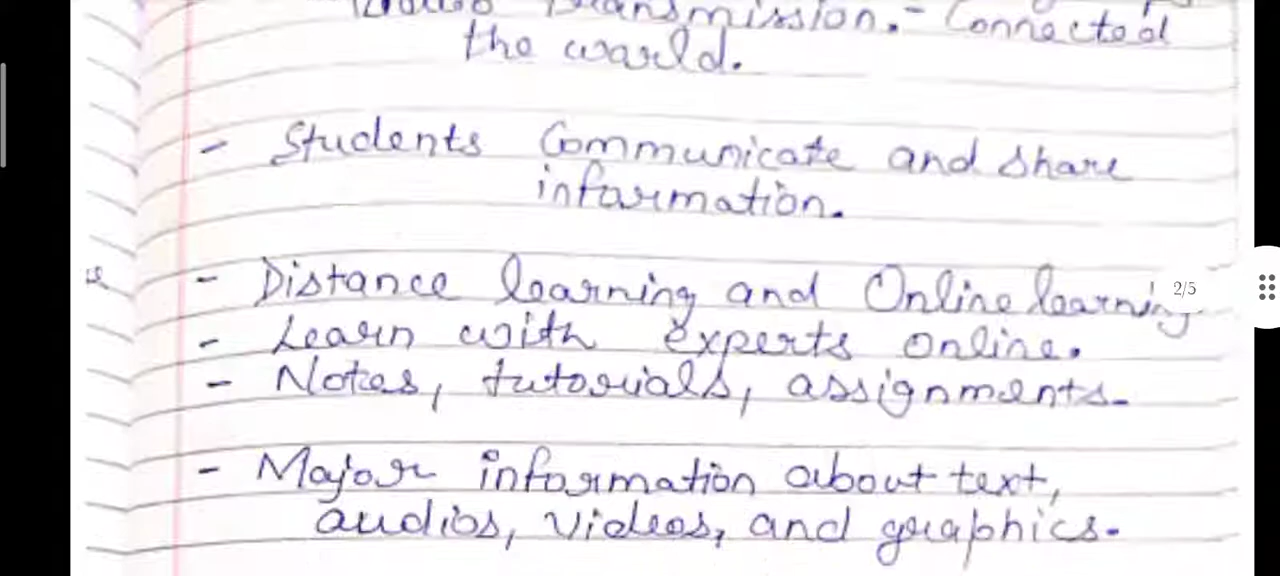 Transmission. - Connected
the world.
- Students Communicate and share
information.
- Distance learning and Online learning
2/5
- Learn with experts online.
- Notes, tutorials, assignments.
- Major information about text,
audios, videos, and graphics.